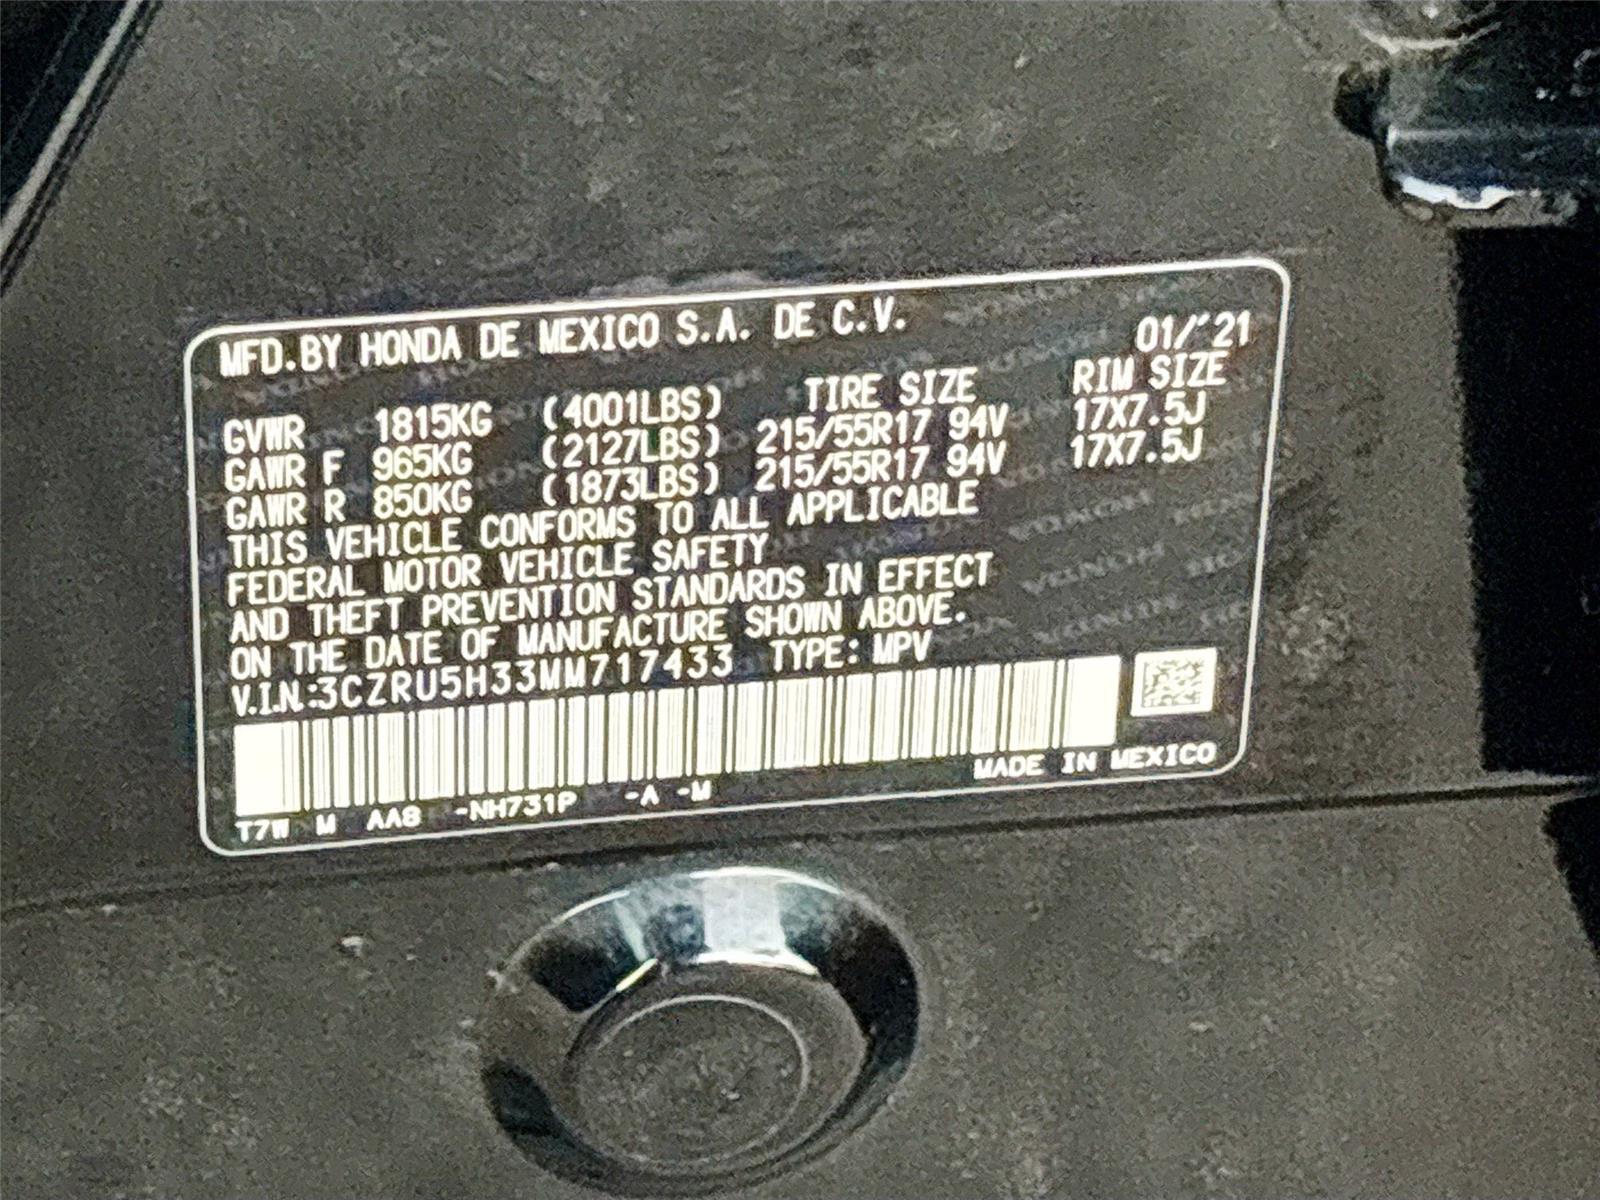 MFD.BY HONDA DE MEXICO S.A. DE C.V.
01/'21
TIRE SIZE RIM SIZE
GVWR 1815KG (4001LBS)
GAWR F 965KG (2127LBS) 215/55R17 94V 17X7.5J
GAWR R 850KG (1873LBS) 215/55R17 94V 17X7.5J
THIS VEHICLE CONFORMS TO ALL APPLICABLE
FEDERAL MOTOR VEHICLE SAFETY
AND THEFT PREVENTION STANDARDS IN EFFECT
ON THE DATE OF MANUFACTURE SHOWN ABOVE.
V.I.N.:3CZRU5H33MM717433 TYPE: MPV
MADE IN MEXICO
T7W M AA8 -NH731P -A -M